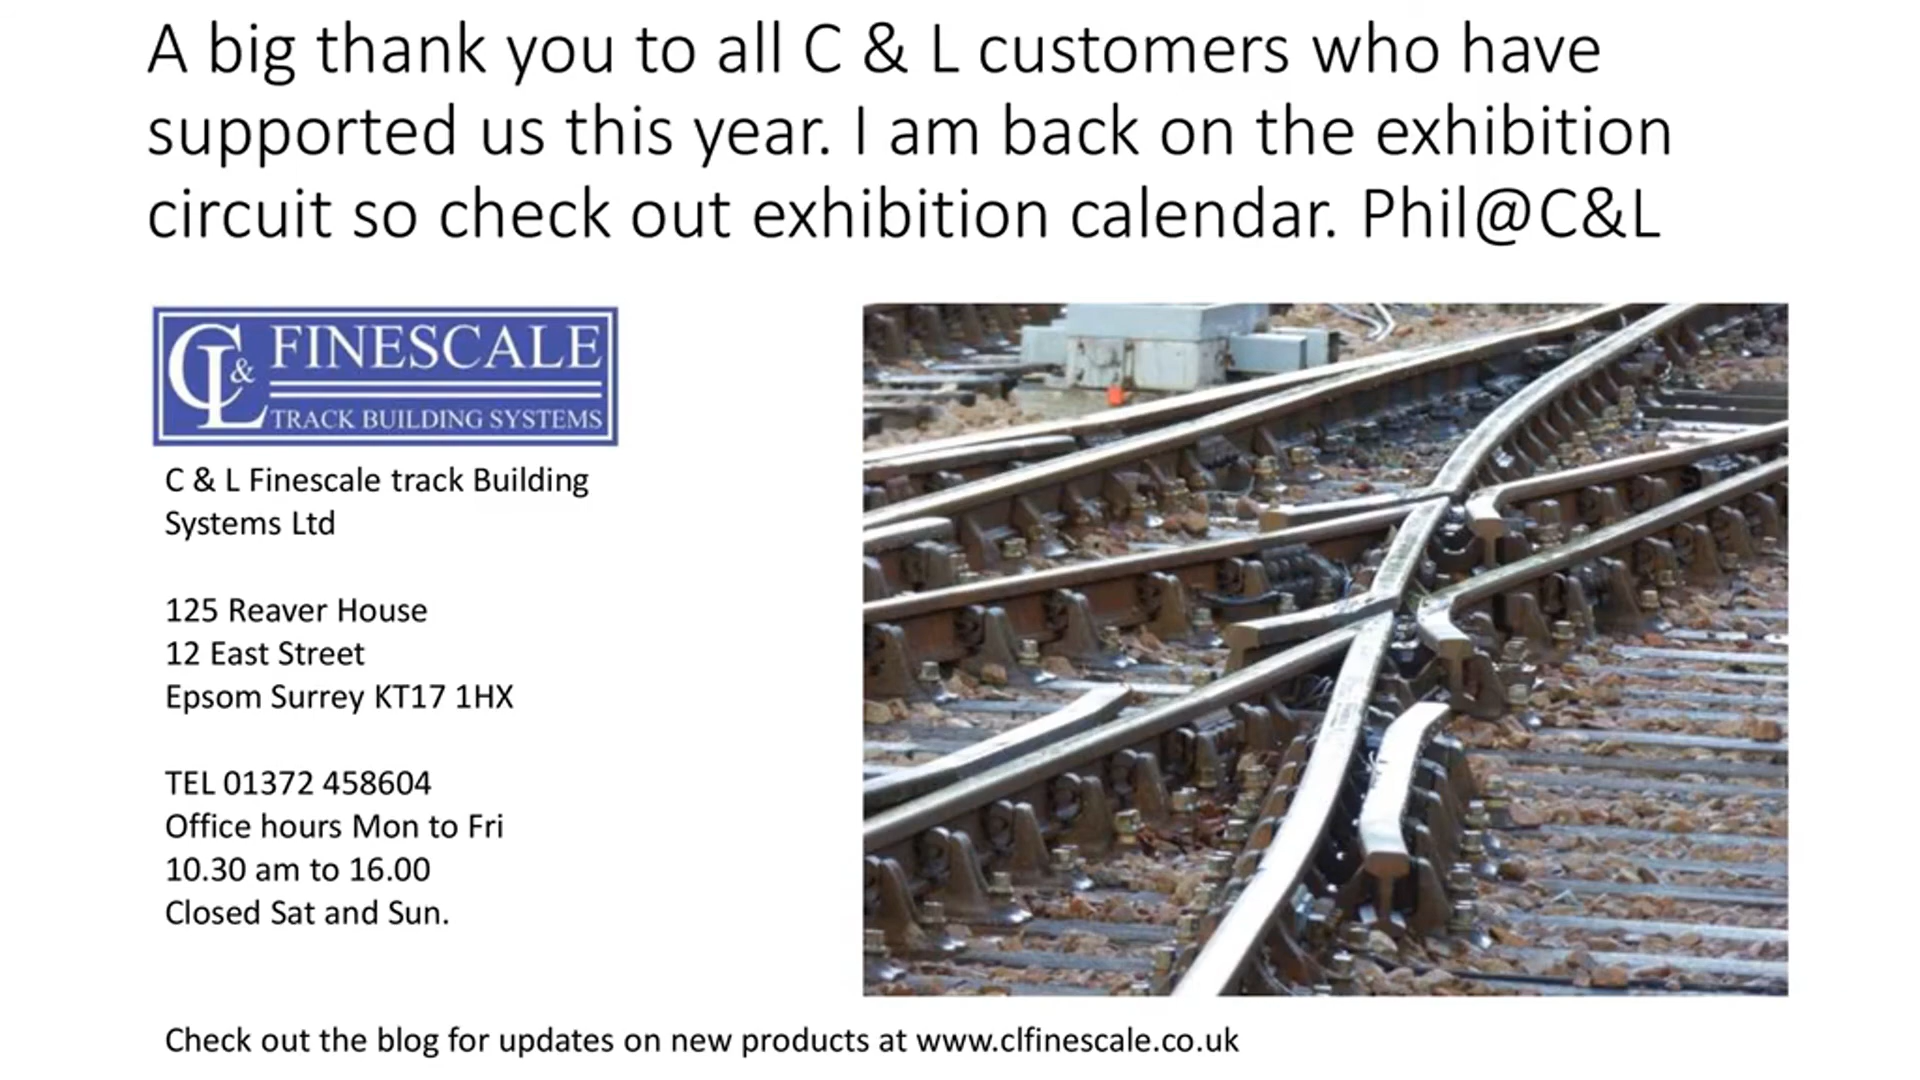 A big thank you to all C & L customers who have
supported us this year. I am back on the exhibition
circuit so check out exhibition calendar. Phil@C&L
C&L FINESCALE
TRACK BUILDING SYSTEMS
C & L Finescale track Building
Systems Ltd
125 Reaver House
12 East Street
Epsom Surrey KT17 1HX
TEL 01372 458604
Office hours Mon to Fri
10.30 am to 16.00
Closed Sat and Sun.
Check out the blog for updates on new products at www.clfinescale.co.uk